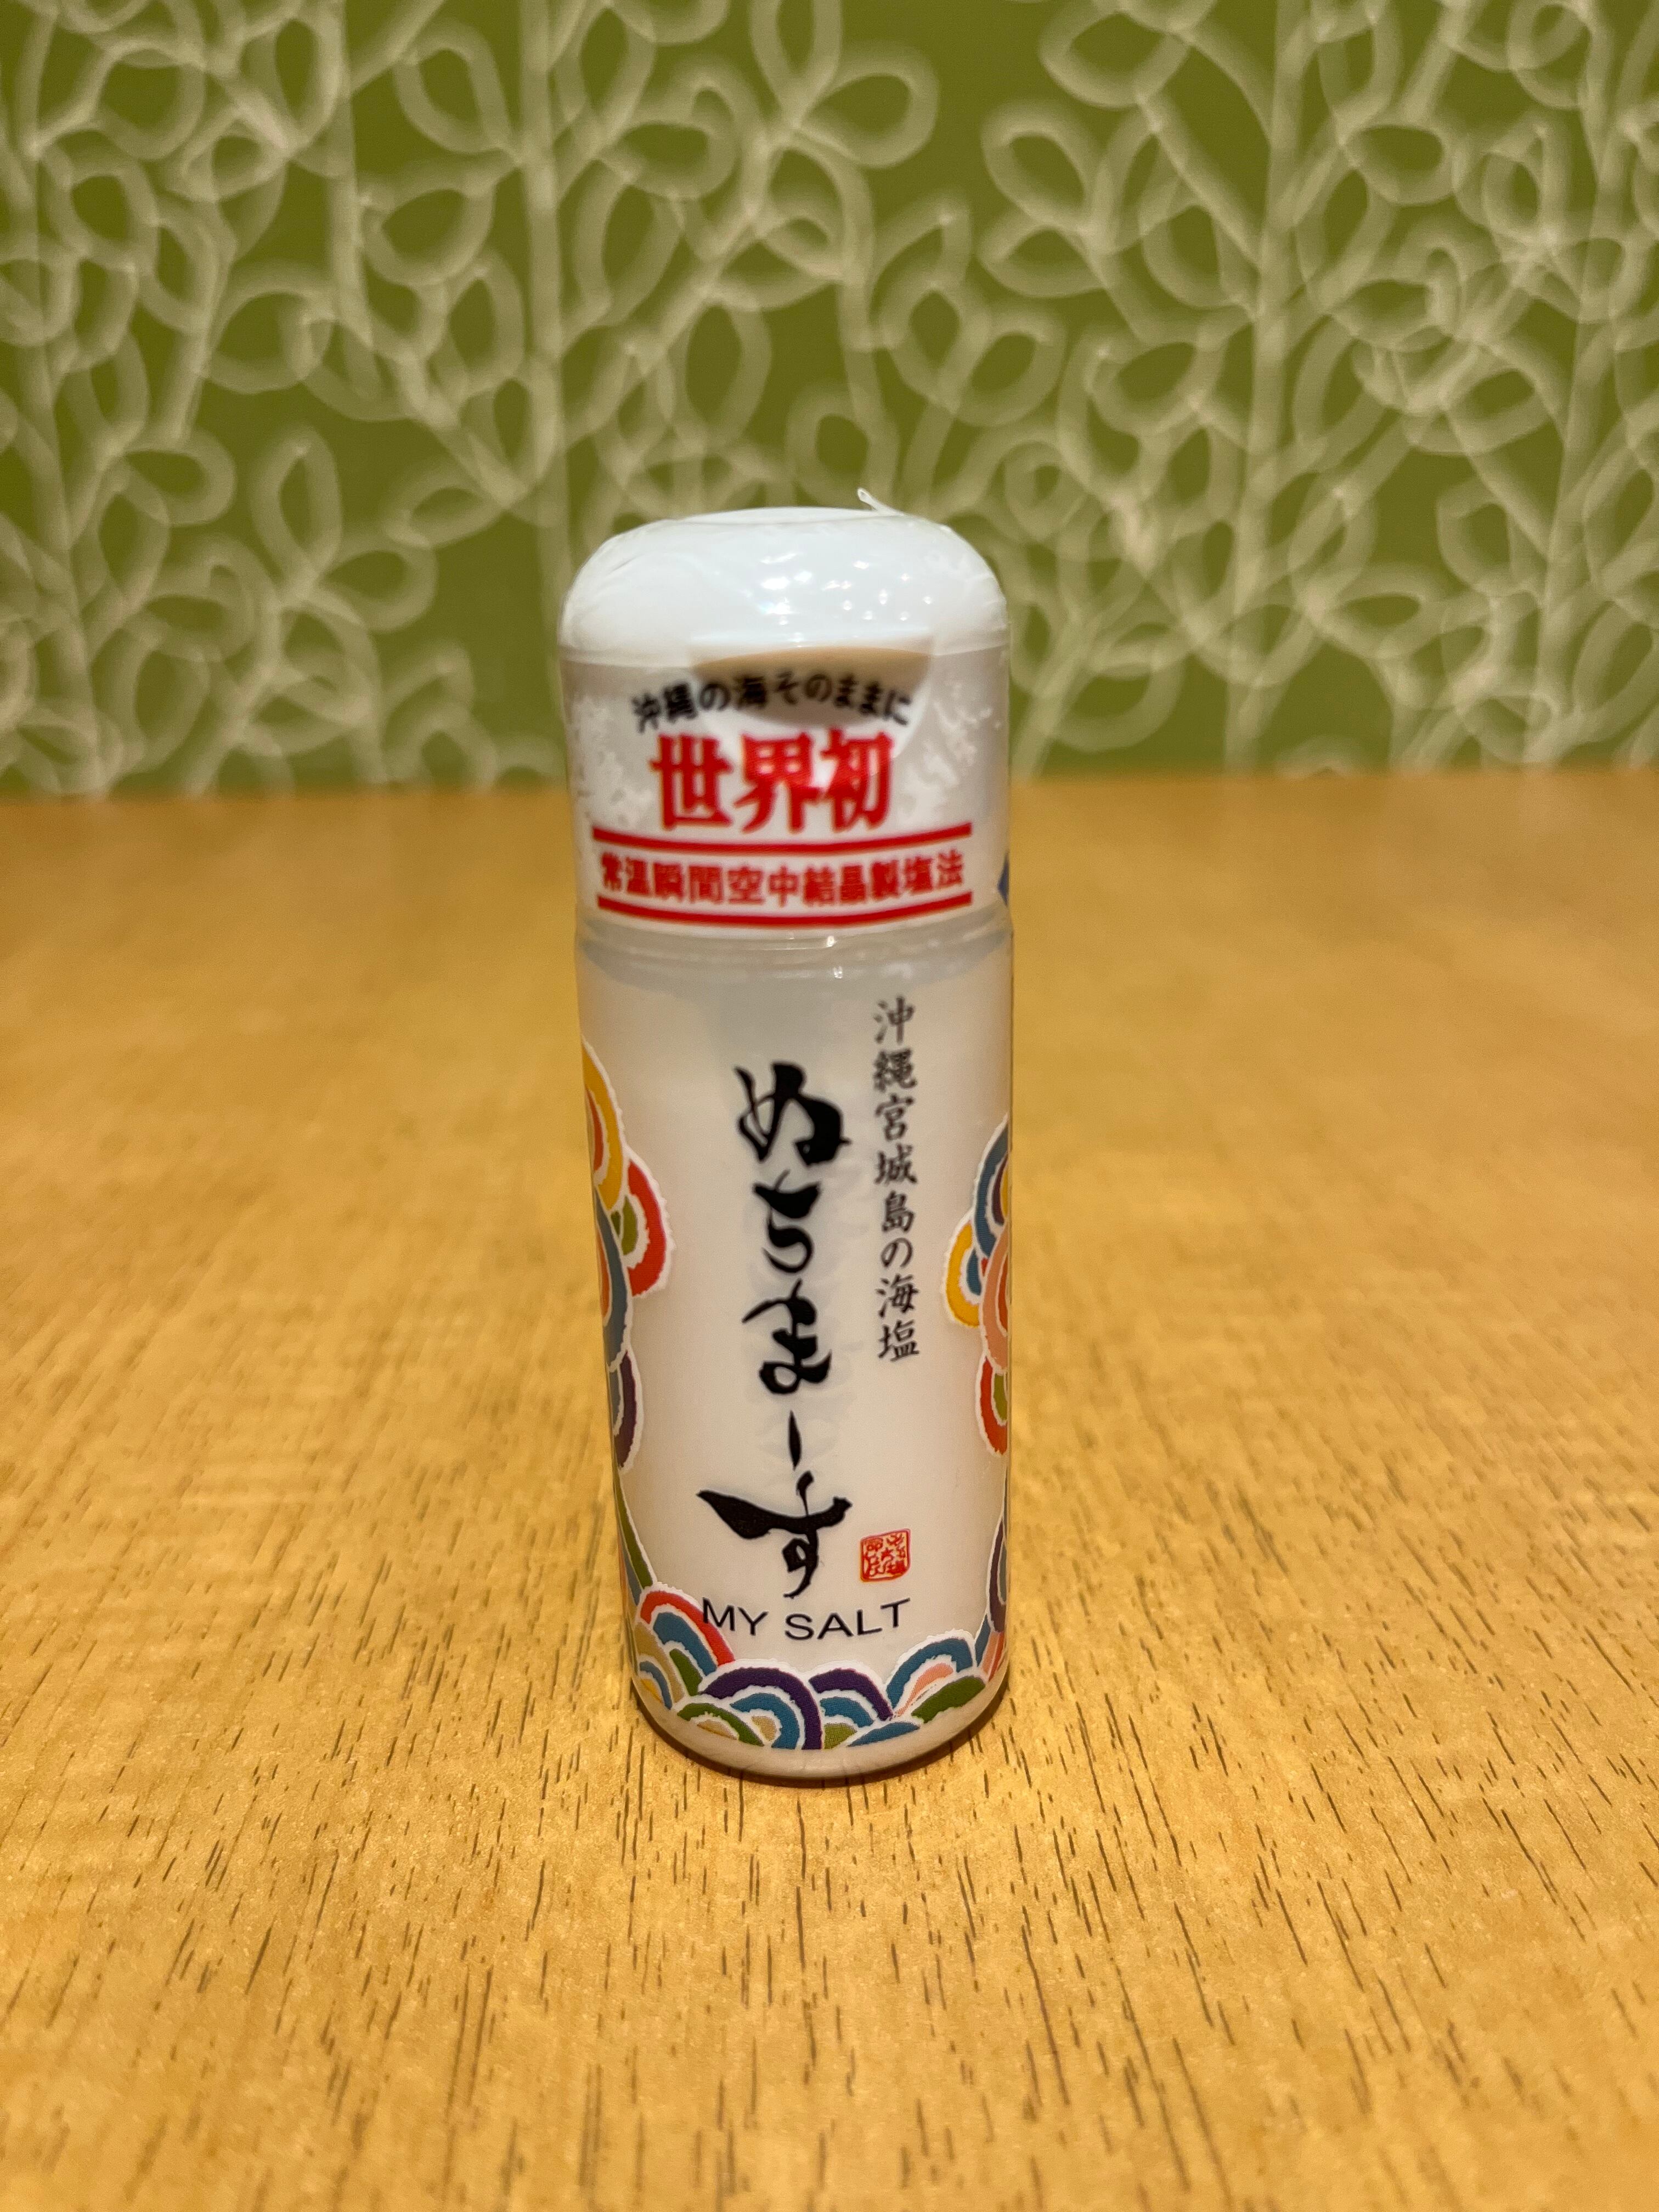 沖縄の海そのままに
世界初
常温瞬間空中結晶製塩法
沖縄宮城島の海塩
ぬちまーす
MY SALT